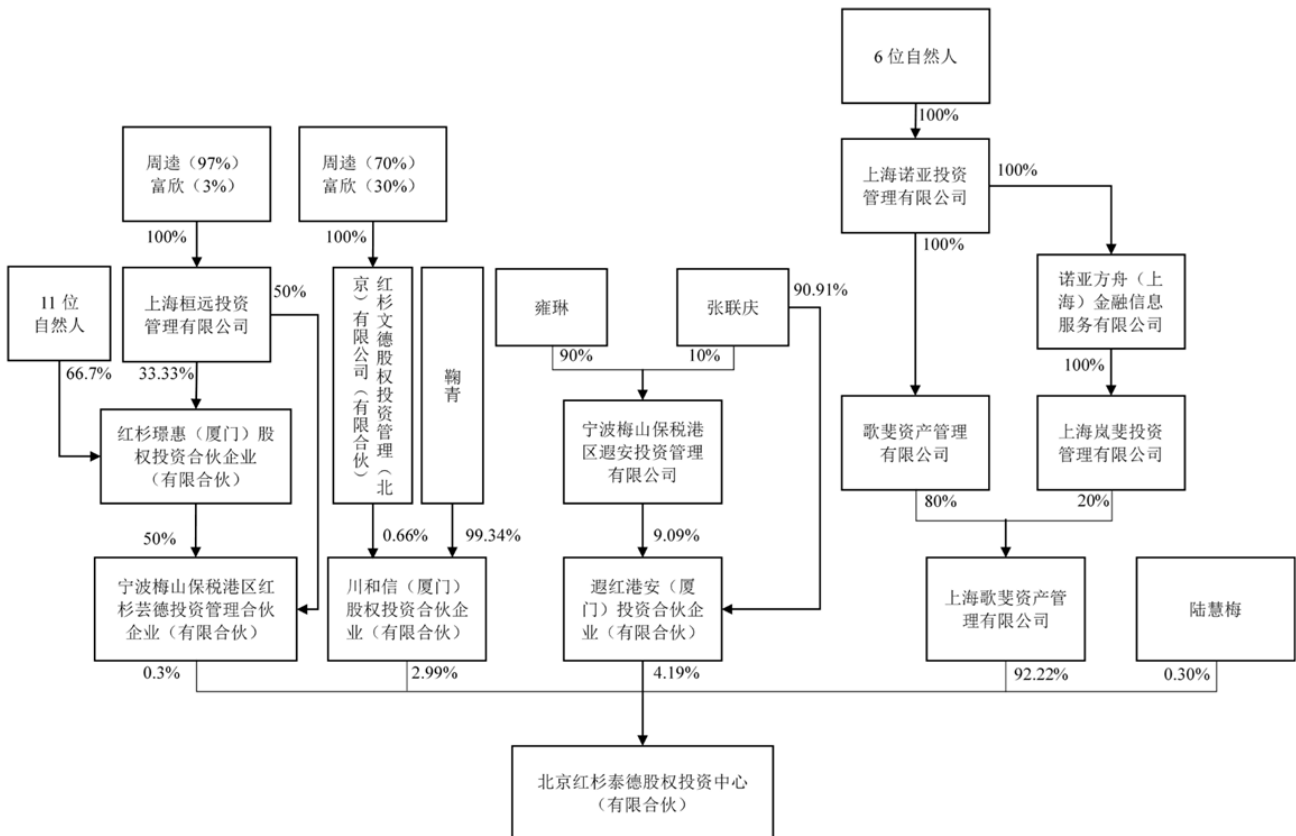 6 位自然人
100%
周逵（97%）
富欣（3%）
周逵（70%）
富欣（30%）
上海诺亚投资
管理有限公司
100%
100%
100%
100%
11 位
自然人
上海桓远投资
管理有限公司
50%
红杉文德股权投资管理（北
京）有限公司（有限合伙）
鞠青
雍琳
张联庆
90.91%
诺亚方舟（上
海）金融信息
服务有限公司
66.7%
33.33%
90%
10%
100%
红杉璟惠（厦门）股
权投资合伙企业
（有限合伙）
宁波梅山保税港
区遐安投资管理
有限公司
歌斐资产管理
有限公司
上海岚斐投资
管理有限公司
50%
0.66%
99.34%
9.09%
80%
20%
宁波梅山保税港区红
杉芸德投资管理合伙
企业（有限合伙）
川和信（厦门）
股权投资合伙企
业（有限合伙）
遐红港安（厦
门）投资合伙企
业（有限合伙）
上海歌斐资产管
理有限公司
陆慧梅
0.3%
2.99%
4.19%
92.22%
0.30%
北京红杉泰德股权投资中心
（有限合伙）